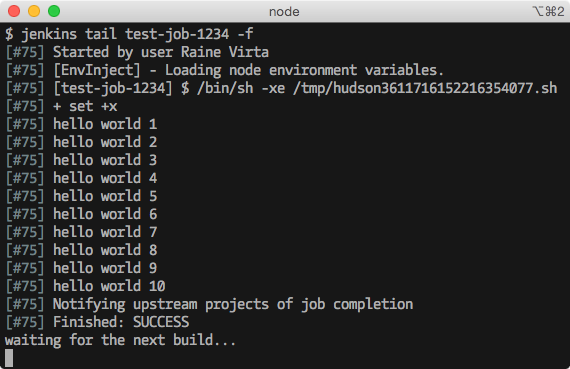 node
⌥⌘2
$ jenkins tail test-job-1234 -f
[#75] Started by user Raine Virta
[#75] [EnvInject] - Loading node environment variables.
[#75] [test-job-1234] $ /bin/sh -xe /tmp/hudson3611716152216354077.sh
[#75] + set +x
[#75] hello world 1
[#75] hello world 2
[#75] hello world 3
[#75] hello world 4
[#75] hello world 5
[#75] hello world 6
[#75] hello world 7
[#75] hello world 8
[#75] hello world 9
[#75] hello world 10
[#75] Notifying upstream projects of job completion
[#75] Finished: SUCCESS
waiting for the next build...